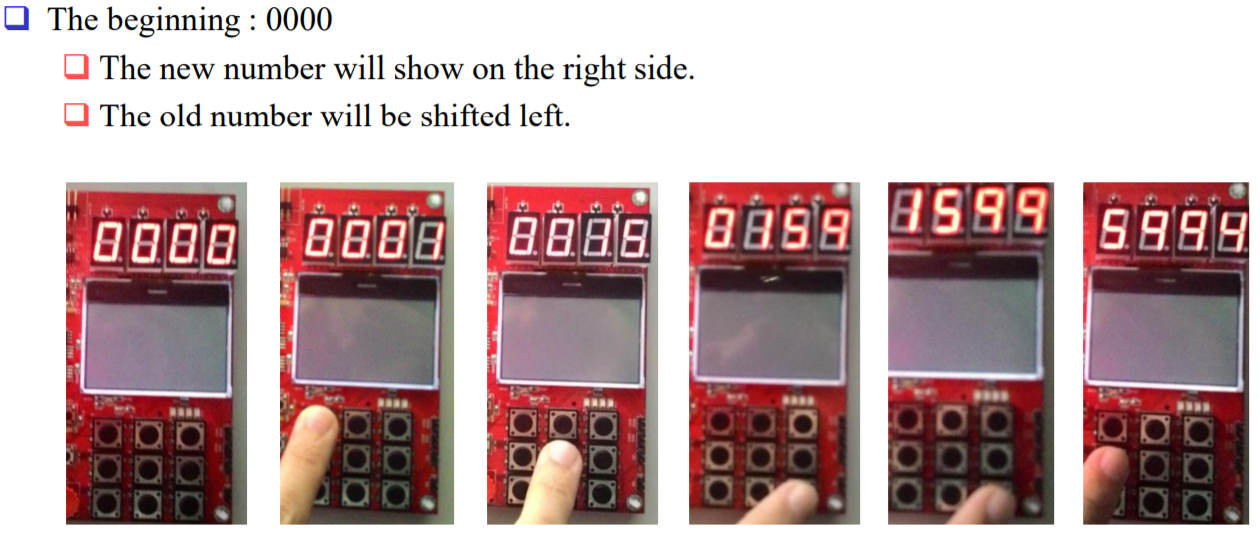 The beginning : 0000
The new number will show on the right side.
The old number will be shifted left.
0000
0001
0015
0159
1599
5994